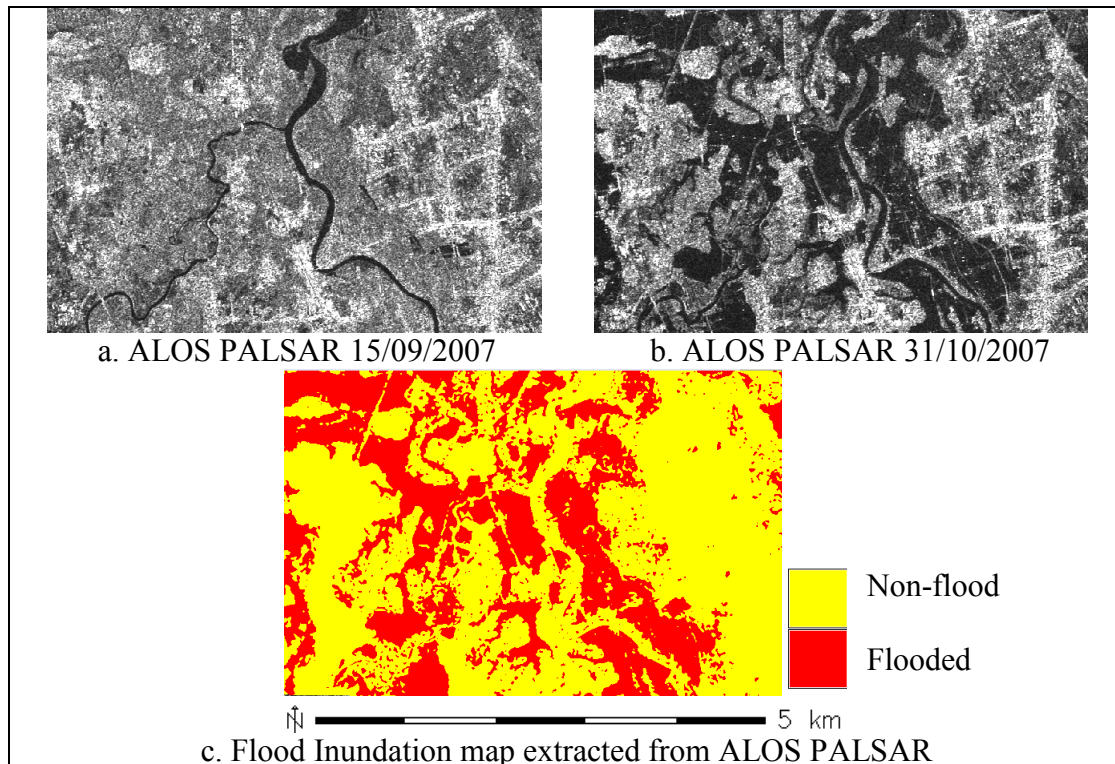 a. ALOS PALSAR 15/09/2007
b. ALOS PALSAR 31/10/2007
Non-flood
Flooded
N
5 km
c. Flood Inundation map extracted from ALOS PALSAR